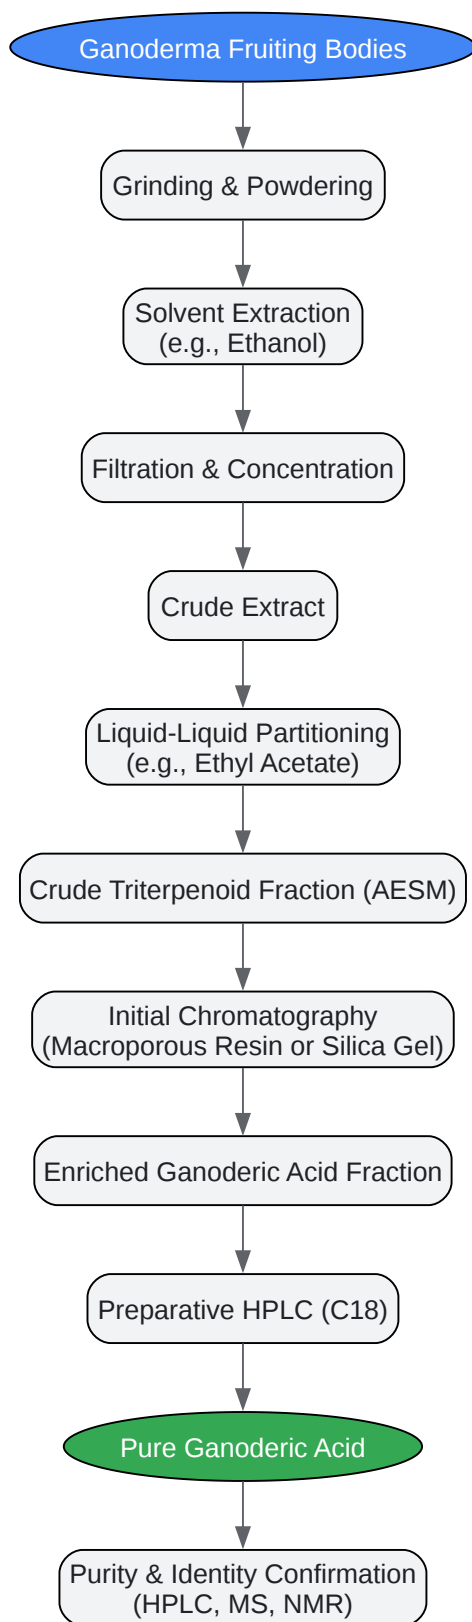 Ganoderma Fruiting Bodies
Grinding & Powdering
Solvent Extraction
(e.g., Ethanol)
Filtration & Concentration
Crude Extract
Liquid-Liquid Partitioning
(e.g., Ethyl Acetate)
Crude Triterpenoid Fraction (AESM)
Initial Chromatography
(Macroporous Resin or Silica Gel)
Enriched Ganoderic Acid Fraction
Preparative HPLC (C18)
Pure Ganoderic Acid
Purity & Identity Confirmation
(HPLC, MS, NMR)